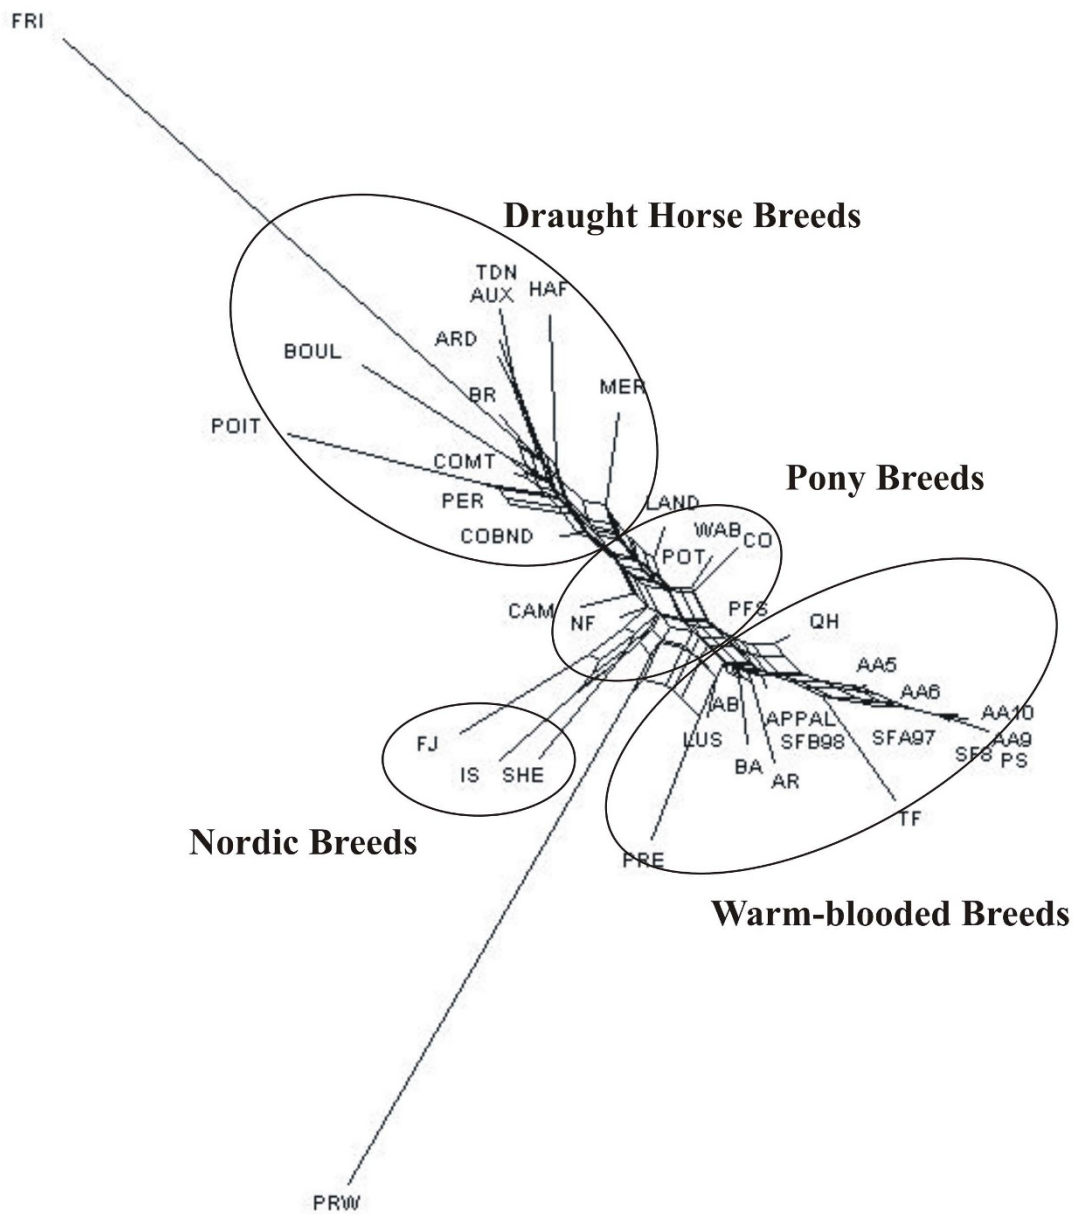 FRI
Draught Horse Breeds
TDN
AUX
HAF
ARD
BOUL
BR
MER
POIT
COMT
PER
COBND
Pony Breeds
LAND
WAB
CO
POT
CAM
NF
PFS
QH
AA5
AA6
AA10
AA9
PS
SF8
SFA97
APPAL
SFB98
AB
LUS
BA
AR
TF
PRE
FJ
IS
SHE
Nordic Breeds
Warm-blooded Breeds
PRW